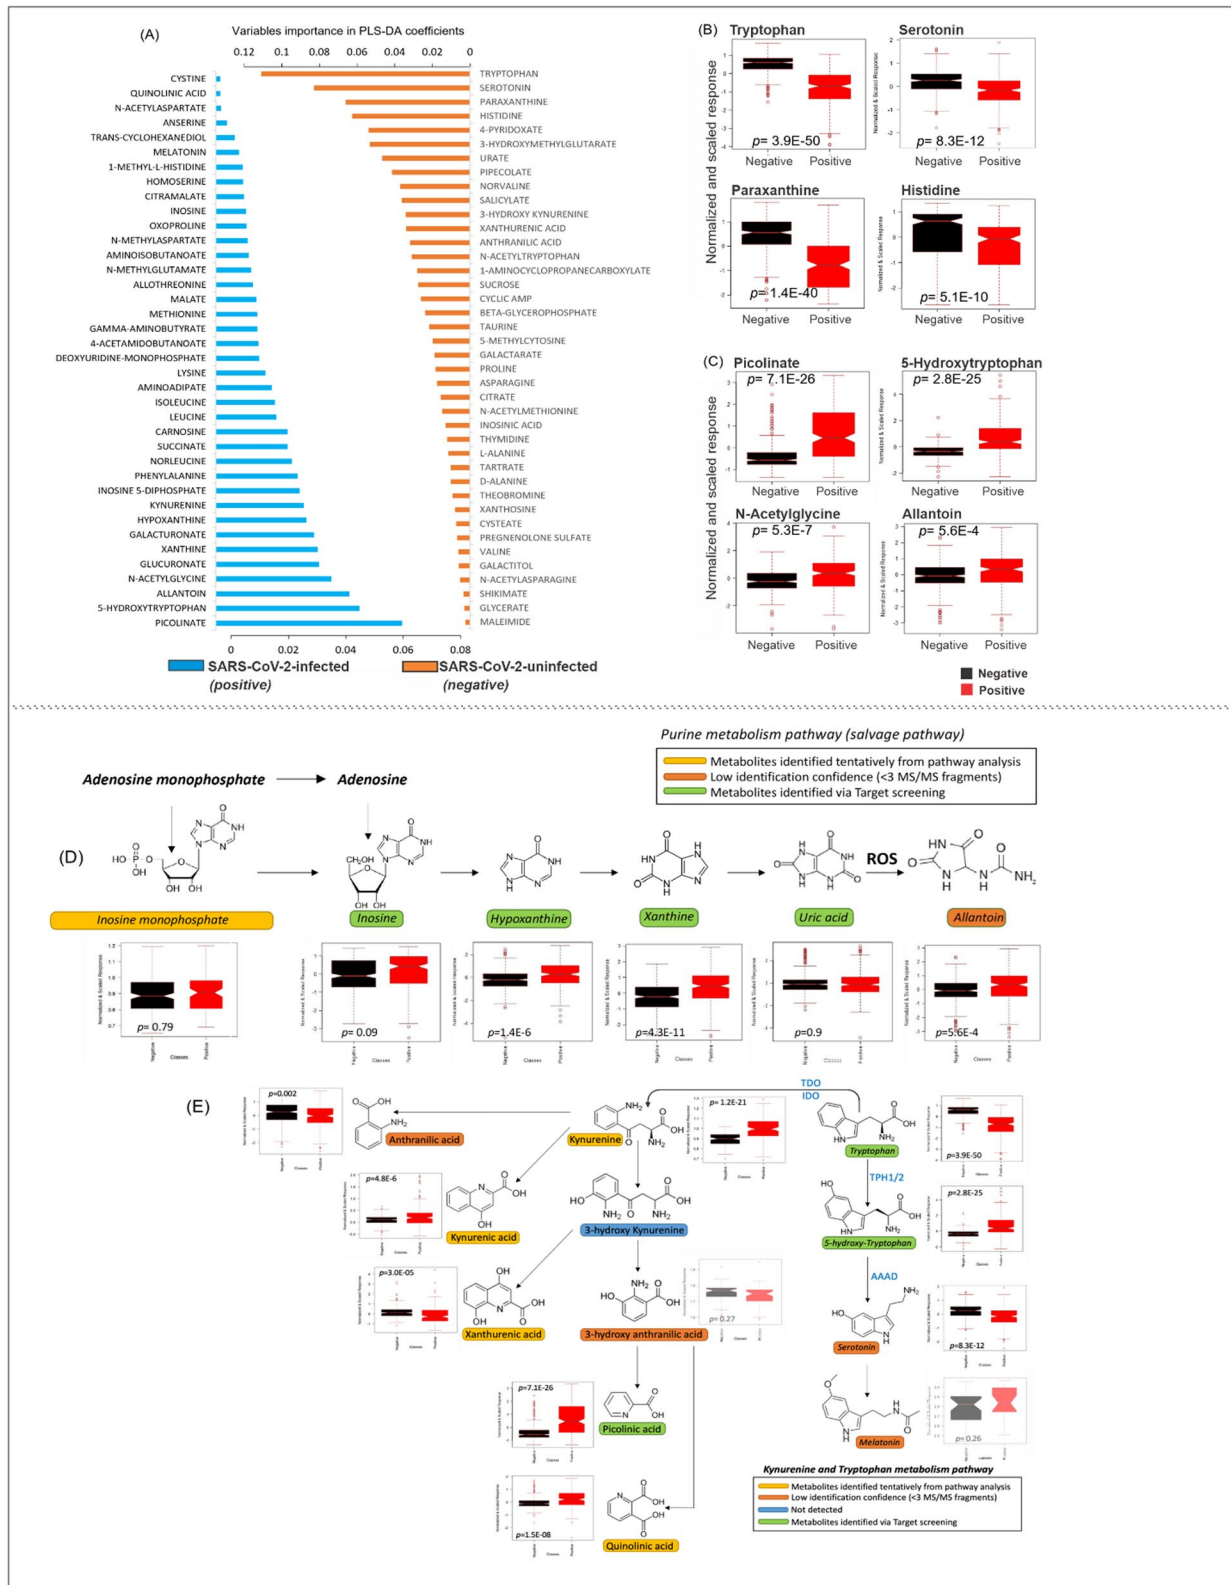 (A)
Variables importance in PLS-DA coefficients
0.12 0.1 0.08 0.06 0.04 0.02 0
CYSTINE
QUINOLINIC ACID
N-ACETYLASPARTATE
ANSERINE
TRANS-CYCLOHEXANEDIOL
MELATONIN
1-METHYL-L-HISTIDINE
HOMOSERINE
CITRAMALATE
INOSINE
OXOPROLINE
N-METHYLASPARTATE
AMINOISOBUTANOATE
N-METHYLGLUTAMATE
ALLOTHREONINE
MALATE
METHIONINE
GAMMA-AMINOBUTYRATE
4-ACETAMIDOBUTANOATE
DEOXYURIDINE-MONOPHOSPHATE
LYSINE
AMINOADIPATE
ISOLEUCINE
LEUCINE
CARNOSINE
SUCCINATE
NORLEUCINE
PHENYLALANINE
INOSINE 5-DIPHOSPHATE
KYNURENINE
HYPOXANTHINE
GALACTURONATE
XANTHINE
GLUCURONATE
N-ACETYLGLYCINE
ALLANTOIN
5-HYDROXYTRYPTOPHAN
PICOLINATE
TRYPTOPHAN
SEROTONIN
PARAXANTHINE
HISTIDINE
4-PYRIDOXATE
3-HYDROXYMETHYLGLUTARATE
URATE
PIPECOLATE
NORVALINE
SALICYLATE
3-HYDROXY KYNURENINE
XANTHURENIC ACID
ANTHRANILIC ACID
N-ACETYLTRYPTOPHAN
1-AMINOCYCLOPROPANECARBOXYLATE
SUCROSE
CYCLIC AMP
BETA-GLYCEROPHOSPHATE
TAURINE
5-METHYLCYTOSINE
GALACTARATE
PROLINE
ASPARAGINE
CITRATE
N-ACETYLMETHIONINE
INOSINIC ACID
THYMIDINE
L-ALANINE
TARTRATE
D-ALANINE
THEOBROMINE
XANTHOSINE
CYSTEATE
PREGNENOLONE SULFATE
VALINE
GALACTITOL
N-ACETYLASPARAGINE
SHIKIMATE
GLYCERATE
MALEIMIDE
0 0.02 0.04 0.06 0.08
SARS-CoV-2-infected
(positive)
SARS-CoV-2-uninfected
(negative)
(B)
Normalized and scaled response
Tryptophan
p= 3.9E-50
Negative Positive
Serotonin
Normalized & Scaled Response
p= 8.3E-12
Negative Positive
Paraxanthine
p= 1.4E-40
Negative Positive
Histidine
Normalized & Scaled Response
p= 5.1E-10
Negative Positive
(C)
Normalized and scaled response
Picolinate
p= 7.1E-26
Negative Positive
5-Hydroxytryptophan
Normalized & Scaled Response
p= 2.8E-25
Negative Positive
N-Acetylglycine
p= 5.3E-7
Negative Positive
Allantoin
Normalized & Scaled Response
p= 5.6E-4
Negative Positive
Negative
Positive
Purine metabolism pathway (salvage pathway)
Metabolites identified tentatively from pathway analysis
Low identification confidence (<3 MS/MS fragments)
Metabolites identified via Target screening
(D)
Adenosine monophosphate
Adenosine
ROS
Inosine monophosphate
Inosine
Hypoxanthine
Xanthine
Uric acid
Allantoin
p= 0.79
p= 0.09
p=1.4E-6
p=4.3E-11
p=0.9
p=5.6E-4
(E)
TDO
IDO
p=0.002
Anthranilic acid
Kynurenine
p= 1.2E-21
Tryptophan
p=3.9E-50
TPH1/2
p=4.8E-6
Kynurenic acid
3-hydroxy Kynurenine
5-hydroxy-Tryptophan
p=2.8E-25
AAAD
p=3.0E-05
Xanthurenic acid
3-hydroxy anthranilic acid
p= 0.27
Serotonin
p=8.3E-12
p=7.1E-26
Picolinic acid
Melatonin
p= 0.26
p=1.5E-08
Quinolinic acid
Kynurenine and Tryptophan metabolism pathway
Metabolites identified tentatively from pathway analysis
Low identification confidence (<3 MS/MS fragments)
Not detected
Metabolites identified via Target screening